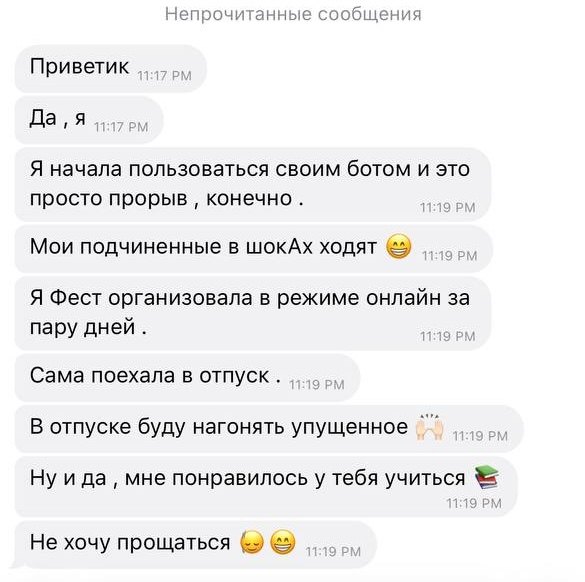 Непрочитанные сообщения
Приветик 11:17 PM
Да , я 11:17 PM
Я начала пользоваться своим ботом и это
просто прорыв , конечно . 11:19 PM
Мои подчиненные в шокАх ходят 😁 11:19 PM
Я Фест организовала в режиме онлайн за
пару дней . 11:19 PM
Сама поехала в отпуск . 11:19 PM
В отпуске буду нагонять упущенное 🙌🏻 11:19 PM
Ну и да , мне понравилось у тебя учиться 📚
11:19 PM
Не хочу прощаться 🥲😁 11:19 PM